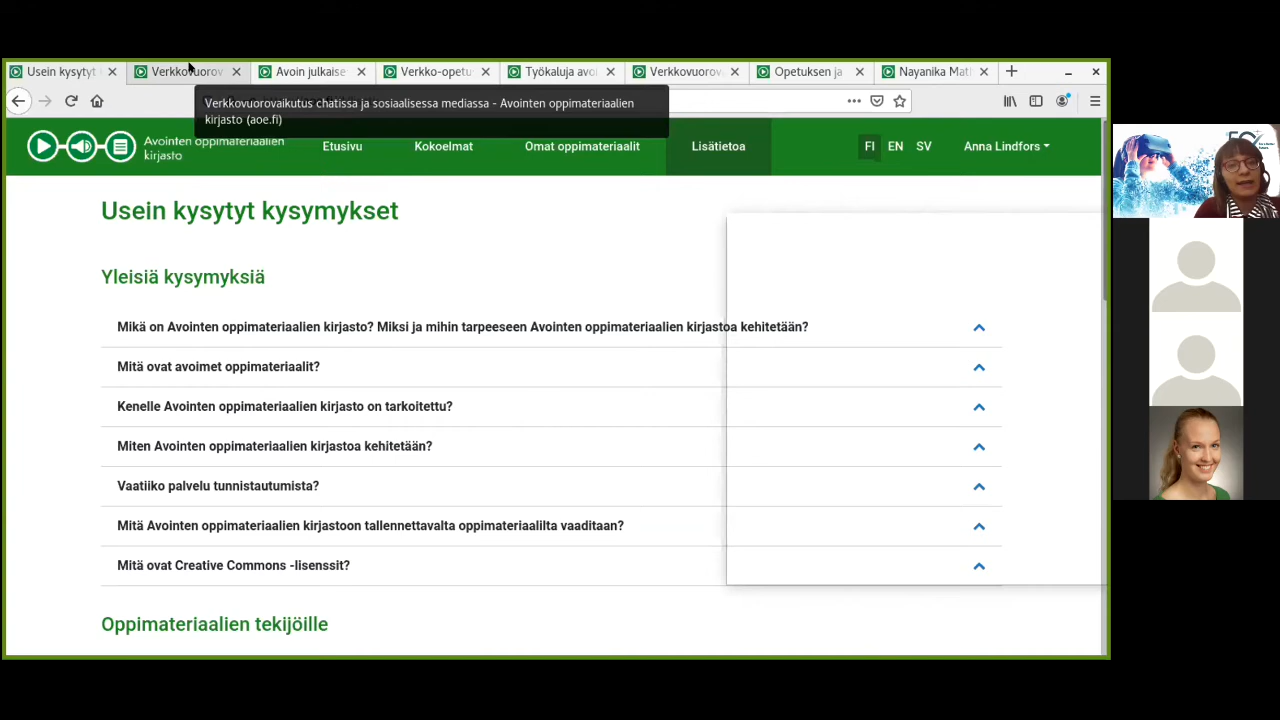 Usein kysytyt
Verkkovuorov
Avoin julkaise
Verkko-opetu
Työkaluja avoi
Verkkovuorova
Opetuksen ja
Nayanika Mat
Verkkovuorovaikutus chatissa ja sosiaalisessa mediassa - Avointen oppimateriaalien
kirjasto (aoe.fi)
Avointen oppimateriaalien
kirjasto
Etusivu
Kokoelmat
Omat oppimateriaalit
Lisätietoa
FI
EN
SV
Anna Lindfors
Usein kysytyt kysymykset
Yleisiä kysymyksiä
Mikä on Avointen oppimateriaalien kirjasto? Miksi ja mihin tarpeeseen Avointen oppimateriaalien kirjastoa kehitetään?
Mitä ovat avoimet oppimateriaalit?
Kenelle Avointen oppimateriaalien kirjasto on tarkoitettu?
Miten Avointen oppimateriaalien kirjastoa kehitetään?
Vaatiiko palvelu tunnistautumista?
Mitä Avointen oppimateriaalien kirjastoon tallennettavalta oppimateriaalilta vaaditaan?
Mitä ovat Creative Commons -lisenssit?
Oppimateriaalien tekijöille